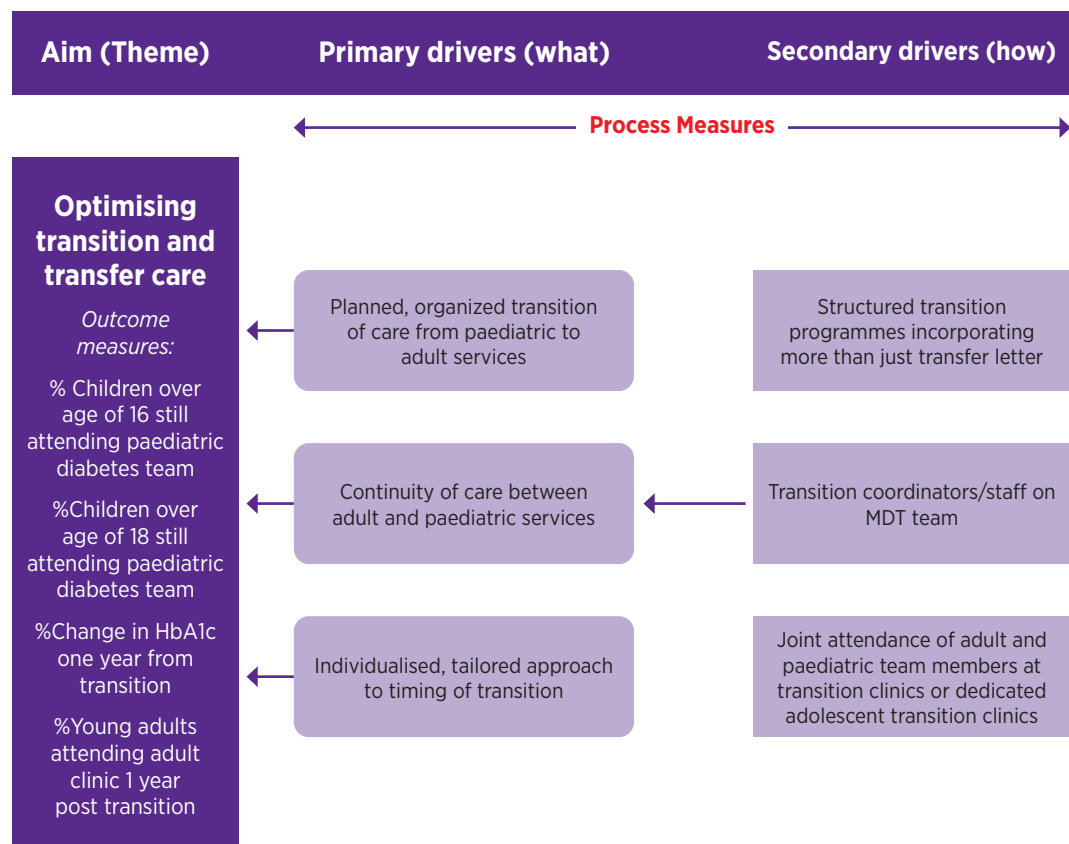 Aim (Theme)
Primary drivers (what)
Secondary drivers (how)
Process Measures
Optimising
transition and
transfer care
Outcome
measures:
% Children over
age of 16 still
attending paediatric
diabetes team
%Children over
age of 18 still
attending paediatric
diabetes team
%Change in HbA1c
one year from
transition
%Young adults
attending adult
clinic 1 year
post transition
Planned, organized transition
of care from paediatric to
adult services
Structured transition
programmes incorporating
more than just transfer letter
Continuity of care between
adult and paediatric services
Transition coordinators/staff on
MDT team
Individualised, tailored approach
to timing of transition
Joint attendance of adult and
paediatric team members at
transition clinics or dedicated
adolescent transition clinics